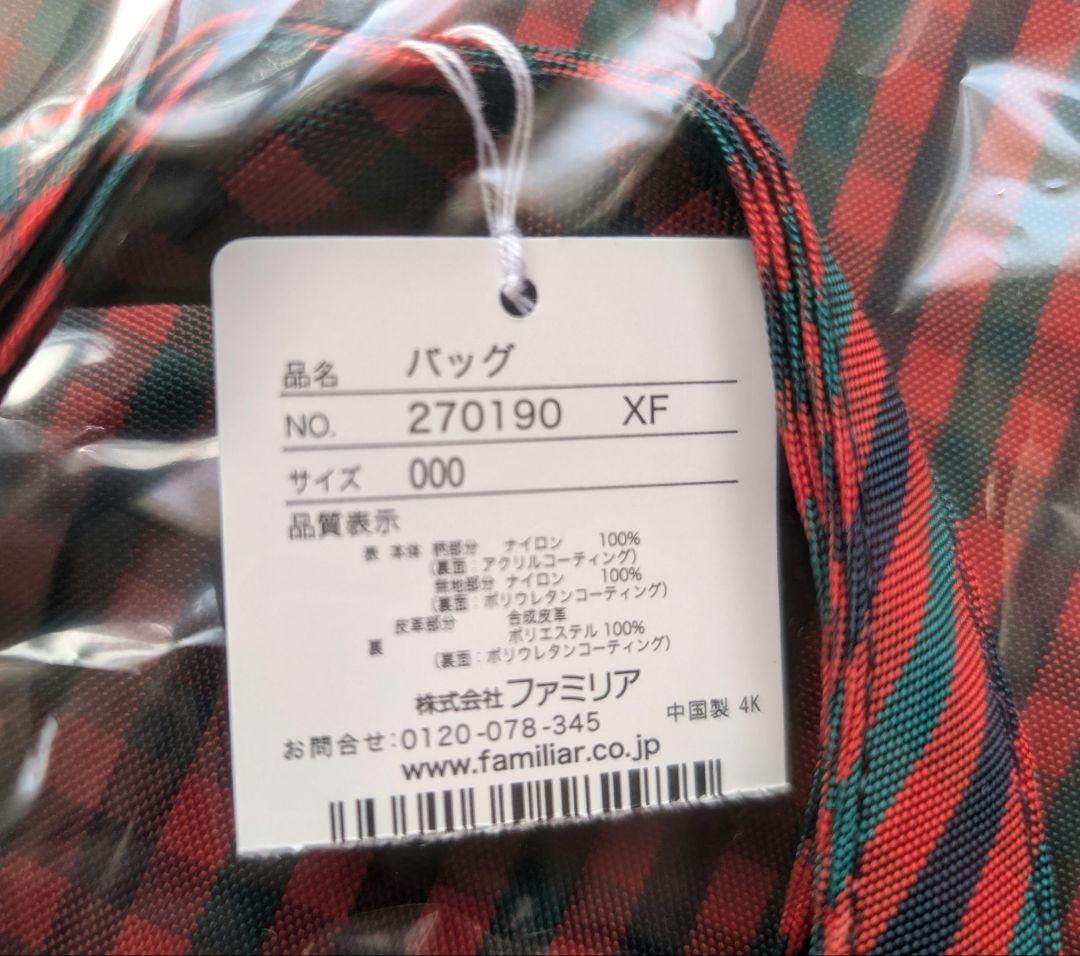 品名 バッグ
NO. 270190 XF
サイズ 000
品質表示
表 本体 柄部分 ナイロン 100%
(裏面:アクリルコーティング)
無地部分 ナイロン 100%
(裏面:ポリウレタンコーティング)
皮革部分 合成皮革
裏 ポリエステル 100%
(裏面:ポリウレタンコーティング)
株式会社 ファミリア
中国製 4K
お問合せ:0120-078-345
www.familiar.co.jp